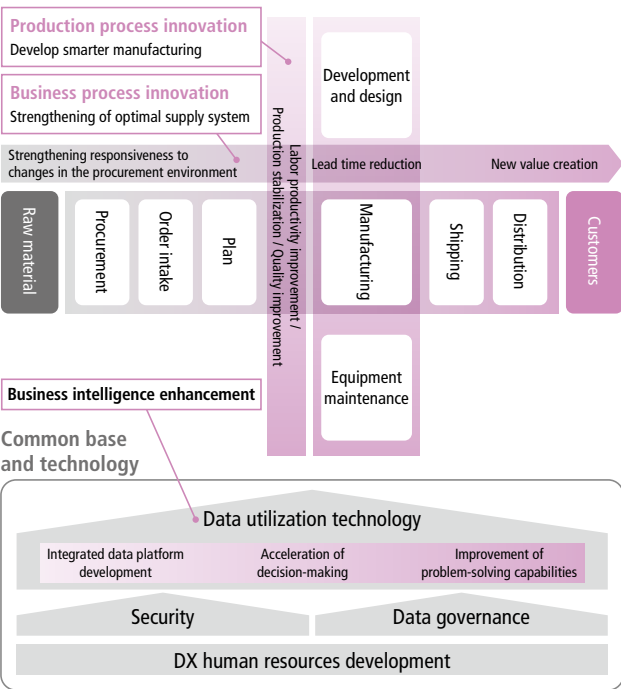 Production process innovation
Develop smarter manufacturing
Business process innovation
Strengthening of optimal supply system
Development
and design
Labor productivity improvement /
Production stabilization / Quality improvement
Strengthening responsiveness to
changes in the procurement environment
Lead time reduction
New value creation
Raw material
Procurement
Order intake
Plan
Manufacturing
Shipping
Distribution
Customers
Equipment
maintenance
Business intelligence enhancement
Common base
and technology
Data utilization technology
Integrated data platform
development
Acceleration of
decision-making
Improvement of
problem-solving capabilities
Security
Data governance
DX human resources development